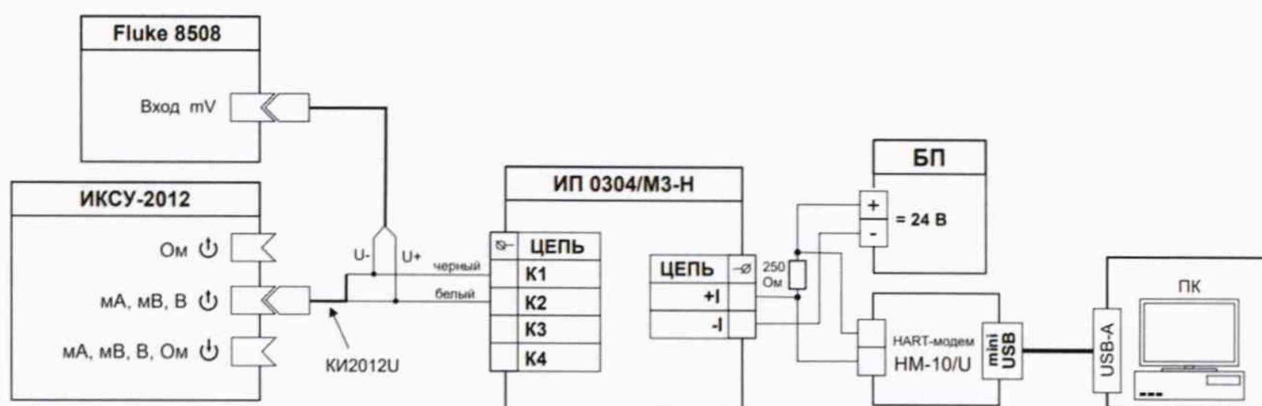 Fluke 8508
Вход mV
ИКСУ-2012
Ом
мА, мВ, В
мА, мВ, В, Ом
U-
U+
черный
белый
КИ2012U
ИП 0304/М3-Н
ЦЕПЬ
К1
К2
К3
К4
ЦЕПЬ
+I
-I
250
Ом
БП
+
-
= 24 В
HART-модем
НМ-10/U
mini
USB
USB-A
ПК